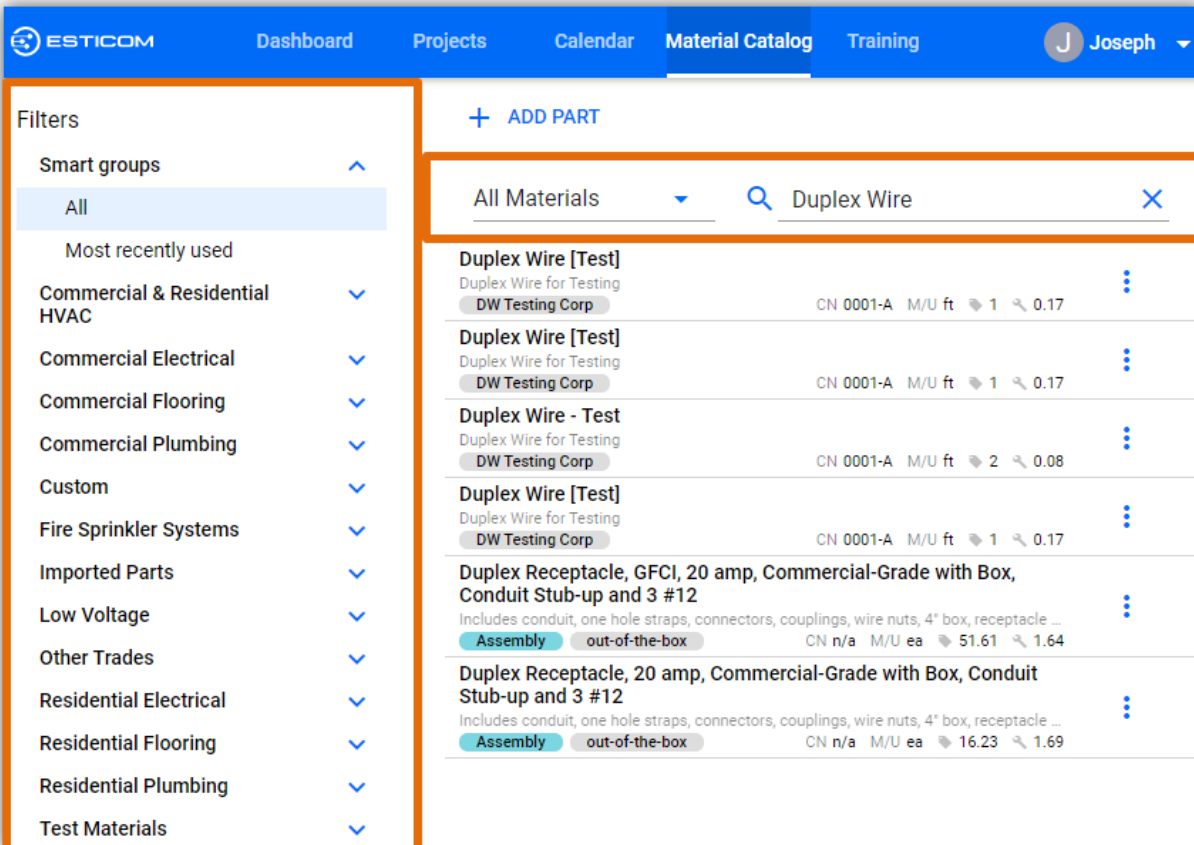 ESTICOM Dashboard Projects Calendar Material Catalog Training J Joseph
Filters
Smart groups
All
Most recently used
Commercial & Residential
HVAC
Commercial Electrical
Commercial Flooring
Commercial Plumbing
Custom
Fire Sprinkler Systems
Imported Parts
Low Voltage
Other Trades
Residential Electrical
Residential Flooring
Residential Plumbing
Test Materials
+ ADD PART
All Materials Duplex Wire
Duplex Wire [Test]
Duplex Wire for Testing
DW Testing Corp CN 0001-A M/U ft 1 0.17
Duplex Wire [Test]
Duplex Wire for Testing
DW Testing Corp CN 0001-A M/U ft 1 0.17
Duplex Wire - Test
Duplex Wire for Testing
DW Testing Corp CN 0001-A M/U ft 2 0.08
Duplex Wire [Test]
Duplex Wire for Testing
DW Testing Corp CN 0001-A M/U ft 1 0.17
Duplex Receptacle, GFCI, 20 amp, Commercial-Grade with Box,
Conduit Stub-up and 3 #12
Includes conduit, one hole straps, connectors, couplings, wire nuts, 4" box, receptacle ...
Assembly out-of-the-box CN n/a M/U ea 51.61 1.64
Duplex Receptacle, 20 amp, Commercial-Grade with Box, Conduit
Stub-up and 3 #12
Includes conduit, one hole straps, connectors, couplings, wire nuts, 4" box, receptacle ...
Assembly out-of-the-box CN n/a M/U ea 16.23 1.69